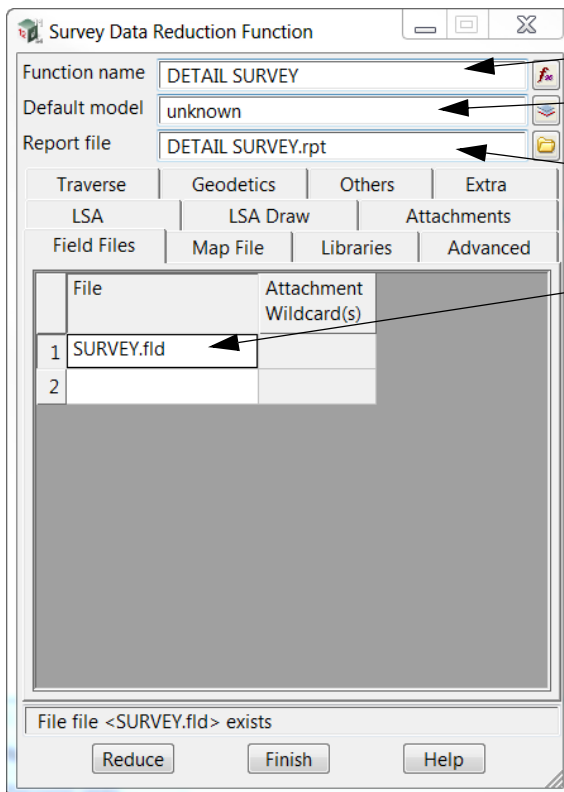 Survey Data Reduction Function
Function name DETAIL SURVEY
Default model unknown
Report file DETAIL SURVEY.rpt
Traverse Geodetics Others Extra
LSA LSA Draw Attachments
Field Files Map File Libraries Advanced
File Attachment
Wildcard(s)
1 SURVEY.fld
2
File file <SURVEY.fld> exists
Reduce Finish Help